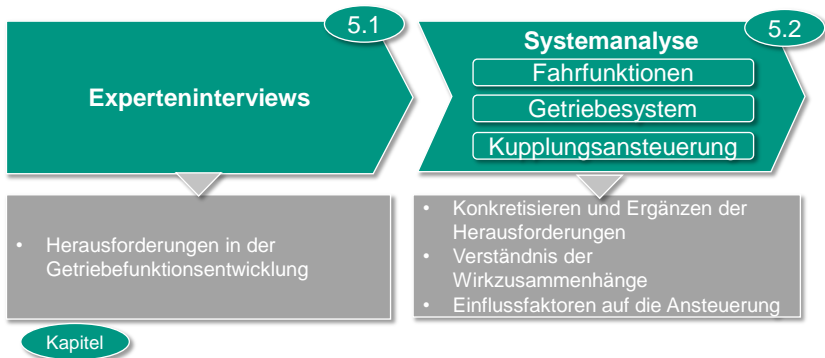 5.1
Experteninterviews
• Herausforderungen in der
Getriebefunktionsentwicklung
5.2
Systemanalyse
Fahrfunktionen
Getriebesystem
Kupplungsansteuerung
• Konkretisieren und Ergänzen der
Herausforderungen
• Verständnis der
Wirkzusammenhänge
• Einflussfaktoren auf die Ansteuerung
Kapitel